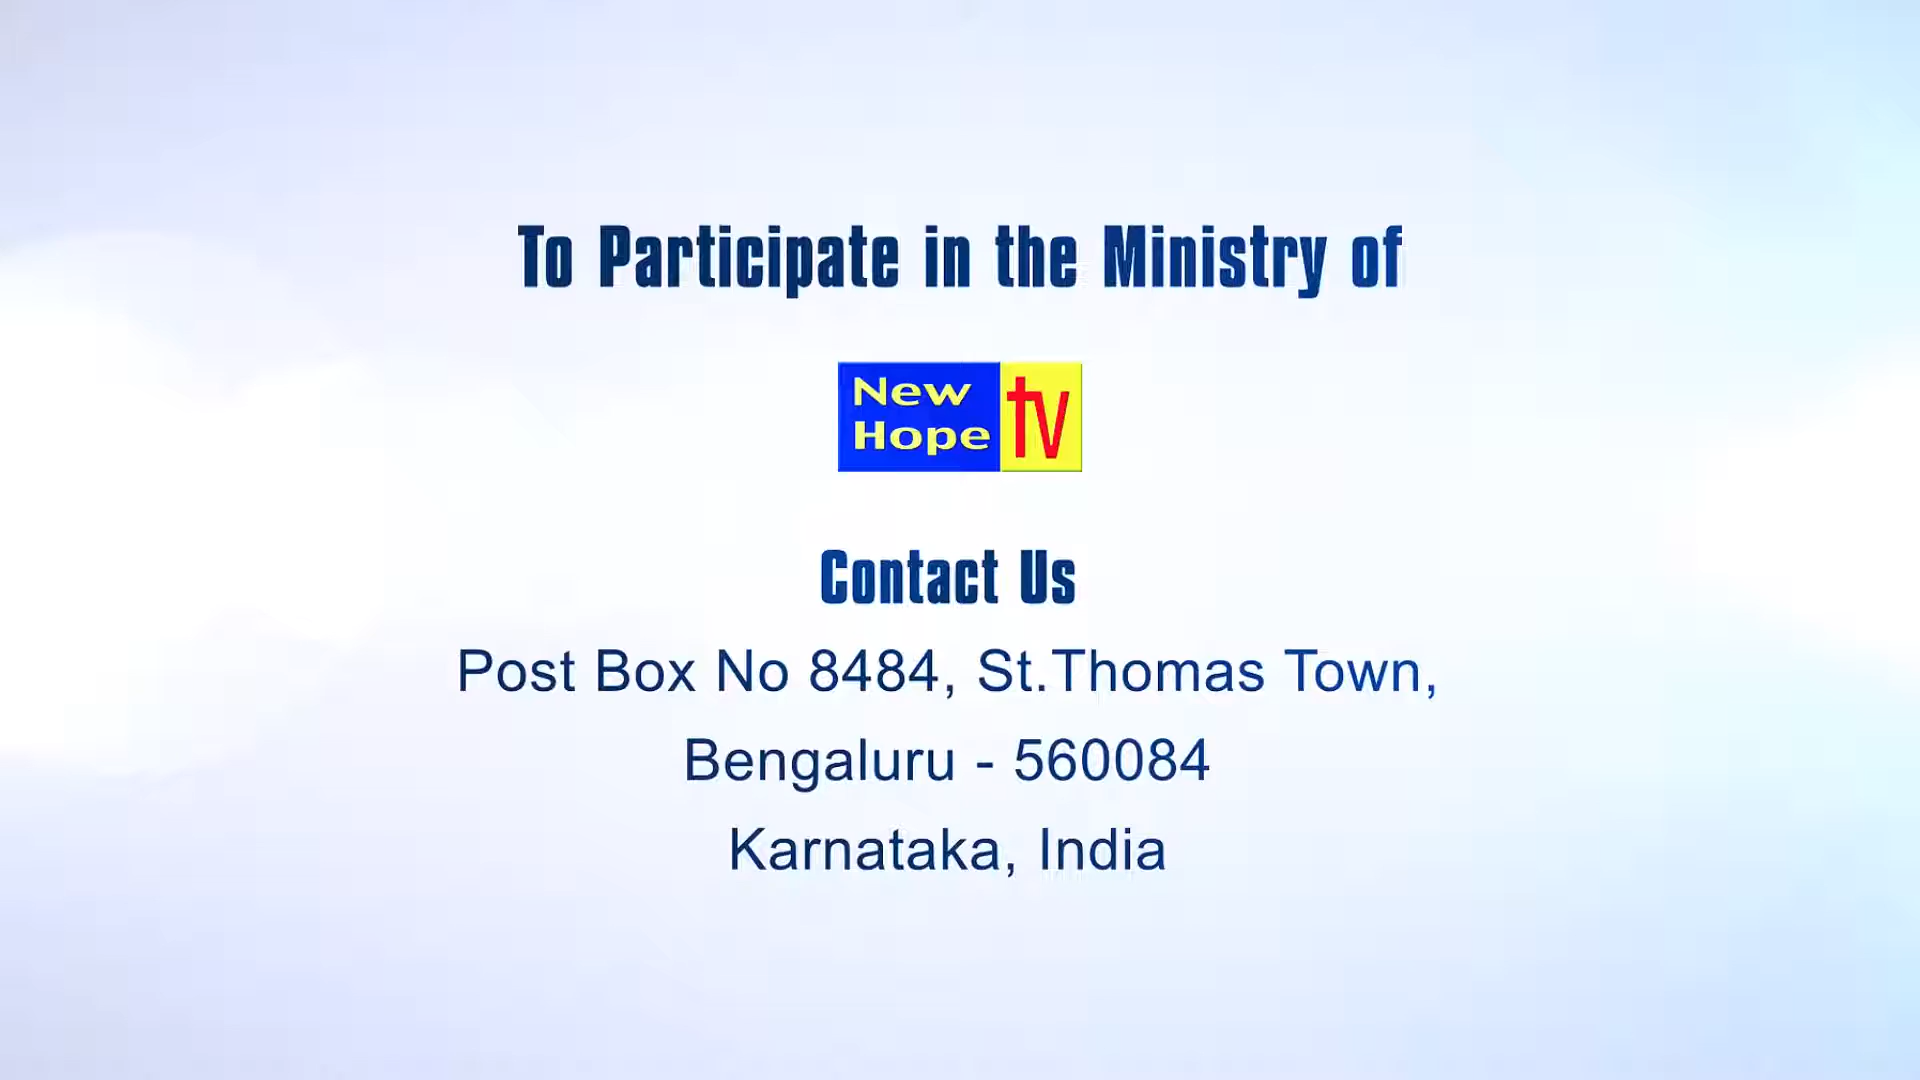 To Participate in the Ministry of
New
Hope
tv
Contact Us
Post Box No 8484, St.Thomas Town,
Bengaluru - 560084
Karnataka, India